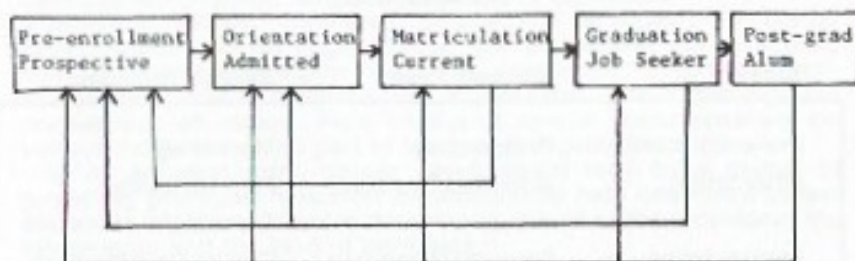 Pre-enrollment
Prospective
Orientation
Admitted
Matriculation
Current
Graduation
Job Seeker
Post-grad
Alum